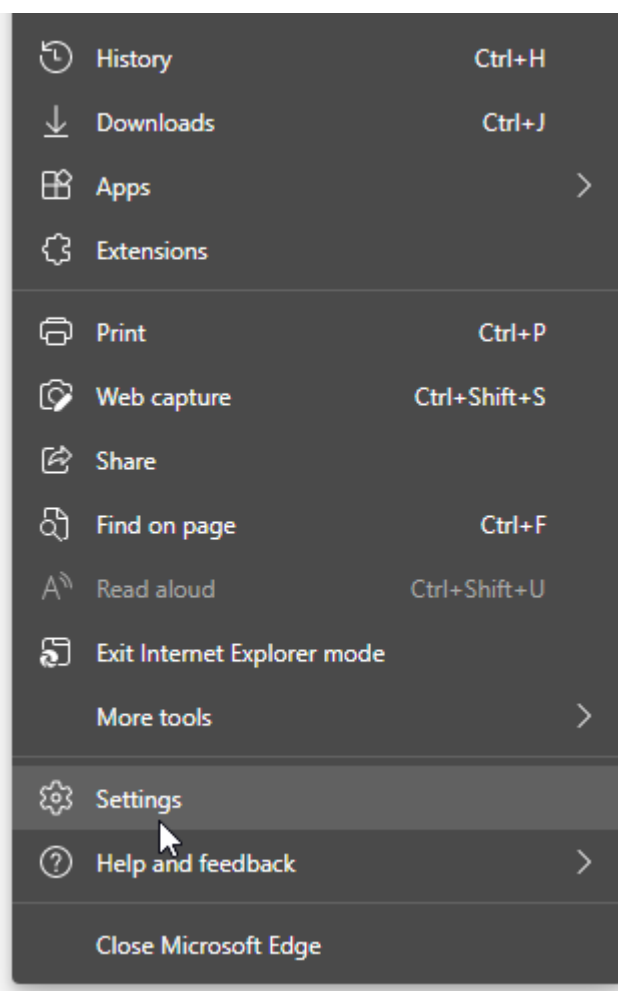 History Ctrl+H
Downloads Ctrl+J
Apps
Extensions
Print Ctrl+P
Web capture Ctrl+Shift+S
Share
Find on page Ctrl+F
Read aloud Ctrl+Shift+U
Exit Internet Explorer mode
More tools
Settings
Help and feedback
Close Microsoft Edge